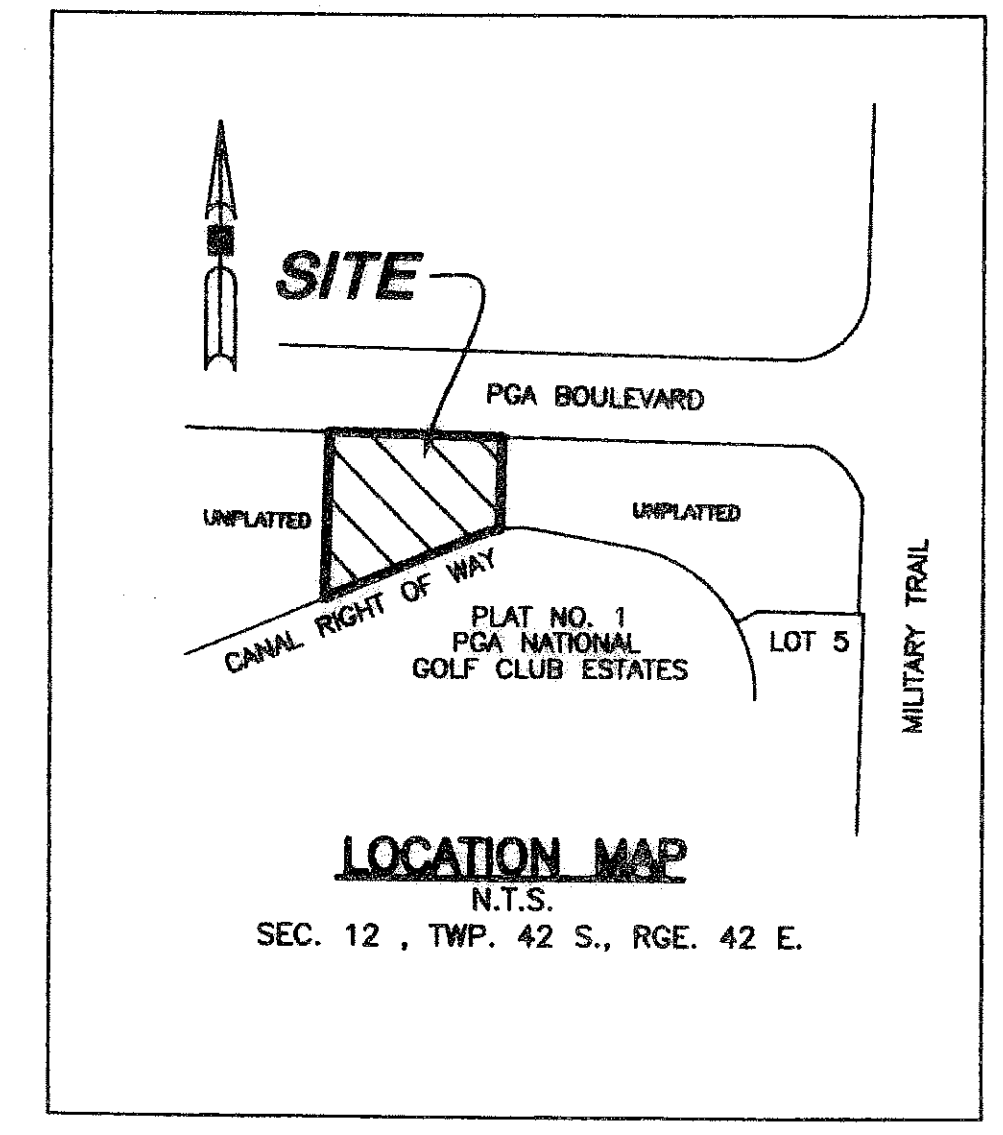 SITE
PGA BOULEVARD
UNPLATTED
UNPLATTED
CANAL RIGHT OF WAY
PLAT NO. 1
PGA NATIONAL
GOLF CLUB ESTATES
LOT 5
MILITARY TRAIL
LOCATION MAP
N.T.S.
SEC. 12 , TWP. 42 S., RGE. 42 E.